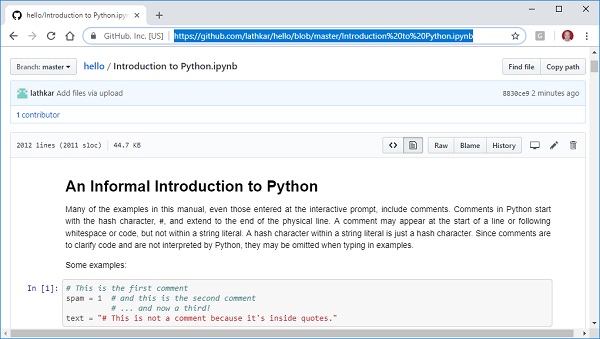 hello/Introduction to Python.ipyn
GitHub, Inc. [US] https://github.com/lathkar/hello/blob/master/Introduction%20to%20Python.ipynb
Branch: master hello / Introduction to Python.ipynb Find file Copy path
lathkar Add files via upload 8830ce9 2 minutes ago
1 contributor
2012 lines (2011 sloc) 44.7 KB <> Raw Blame History
An Informal Introduction to Python
Many of the examples in this manual, even those entered at the interactive prompt, include comments. Comments in Python start
with the hash character, #, and extend to the end of the physical line. A comment may appear at the start of a line or following
whitespace or code, but not within a string literal. A hash character within a string literal is just a hash character. Since comments are
to clarify code and are not interpreted by Python, they may be omitted when typing in examples.
Some examples:
In [1]: # This is the first comment
spam = 1 # and this is the second comment
# ... and now a third!
text = "# This is not a comment because it's inside quotes."